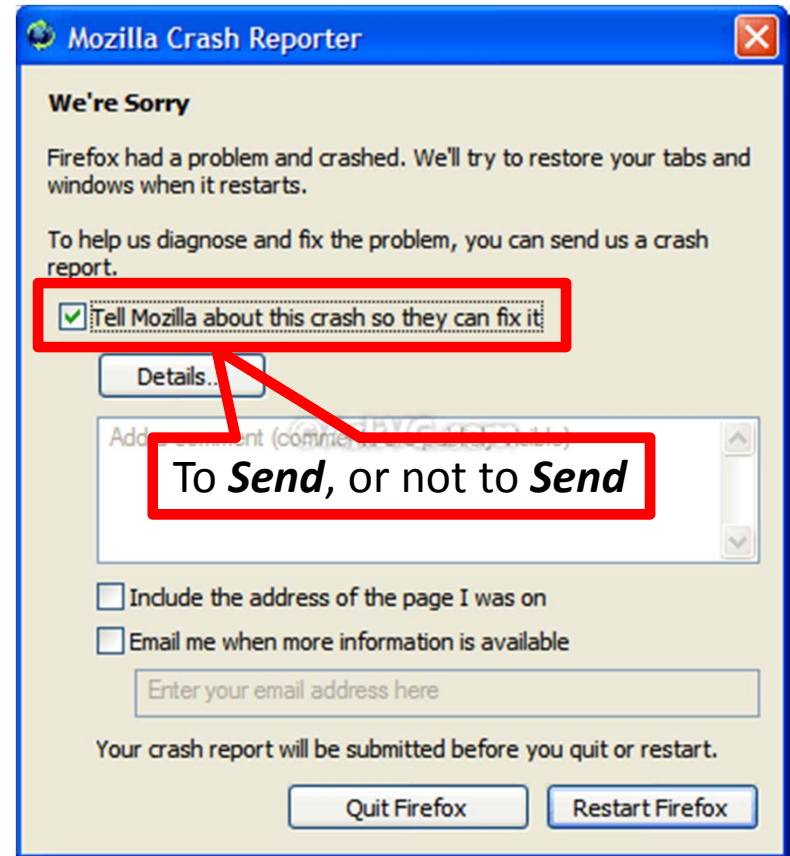 Mozilla Crash Reporter
We're Sorry
Firefox had a problem and crashed. We'll try to restore your tabs and
windows when it restarts.
To help us diagnose and fix the problem, you can send us a crash
report.
Tell Mozilla about this crash so they can fix it
Details..
Add comment
To Send, or not to Send
Include the address of the page I was on
Email me when more information is available
Enter your email address here
Your crash report will be submitted before you quit or restart.
Quit Firefox Restart Firefox